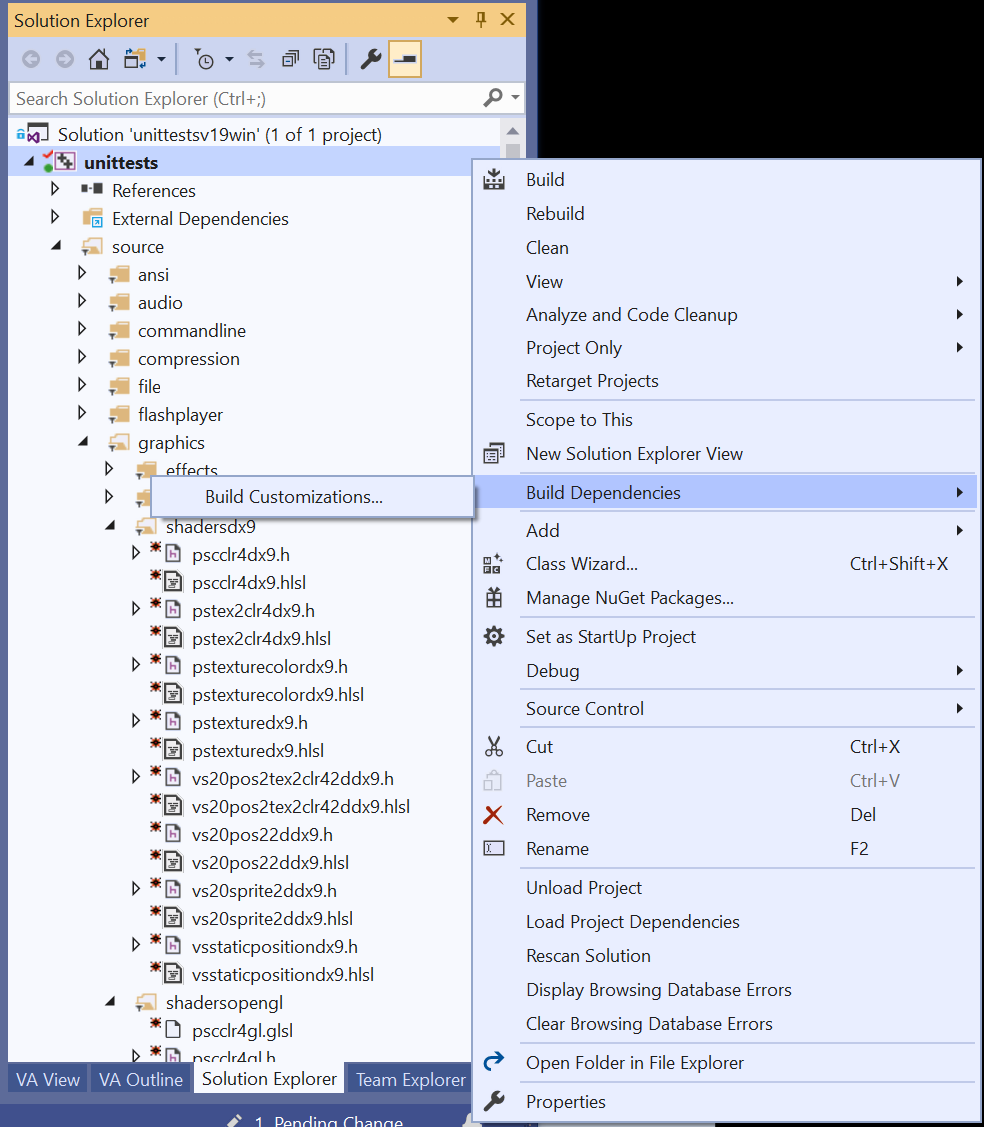 Solution Explorer
Search Solution Explorer (Ctrl+;)
Solution 'unittestsv19win' (1 of 1 project)
unittests
References
External Dependencies
source
ansi
audio
commandline
compression
file
flashplayer
graphics
effects
Build Customizations...
shadersdx9
pscclr4dx9.h
pscclr4dx9.hlsl
pstex2clr4dx9.h
pstex2clr4dx9.hlsl
pstexturecolordx9.h
pstexturecolordx9.hlsl
pstexturedx9.h
pstexturedx9.hlsl
vs20pos2tex2clr42ddx9.h
vs20pos2tex2clr42ddx9.hlsl
vs20pos22ddx9.h
vs20pos22ddx9.hlsl
vs20sprite2ddx9.h
vs20sprite2ddx9.hlsl
vsstaticpositiondx9.h
vsstaticpositiondx9.hlsl
shadersopengl
pscclr4gl.glsl
pscclr4gl.h
VA View
VA Outline
Solution Explorer
Team Explorer
1 Pending Change
Build
Rebuild
Clean
View
Analyze and Code Cleanup
Project Only
Retarget Projects
Scope to This
New Solution Explorer View
Build Dependencies
Add
Class Wizard... Ctrl+Shift+X
Manage NuGet Packages...
Set as StartUp Project
Debug
Source Control
Cut Ctrl+X
Paste Ctrl+V
Remove Del
Rename F2
Unload Project
Load Project Dependencies
Rescan Solution
Display Browsing Database Errors
Clear Browsing Database Errors
Open Folder in File Explorer
Properties